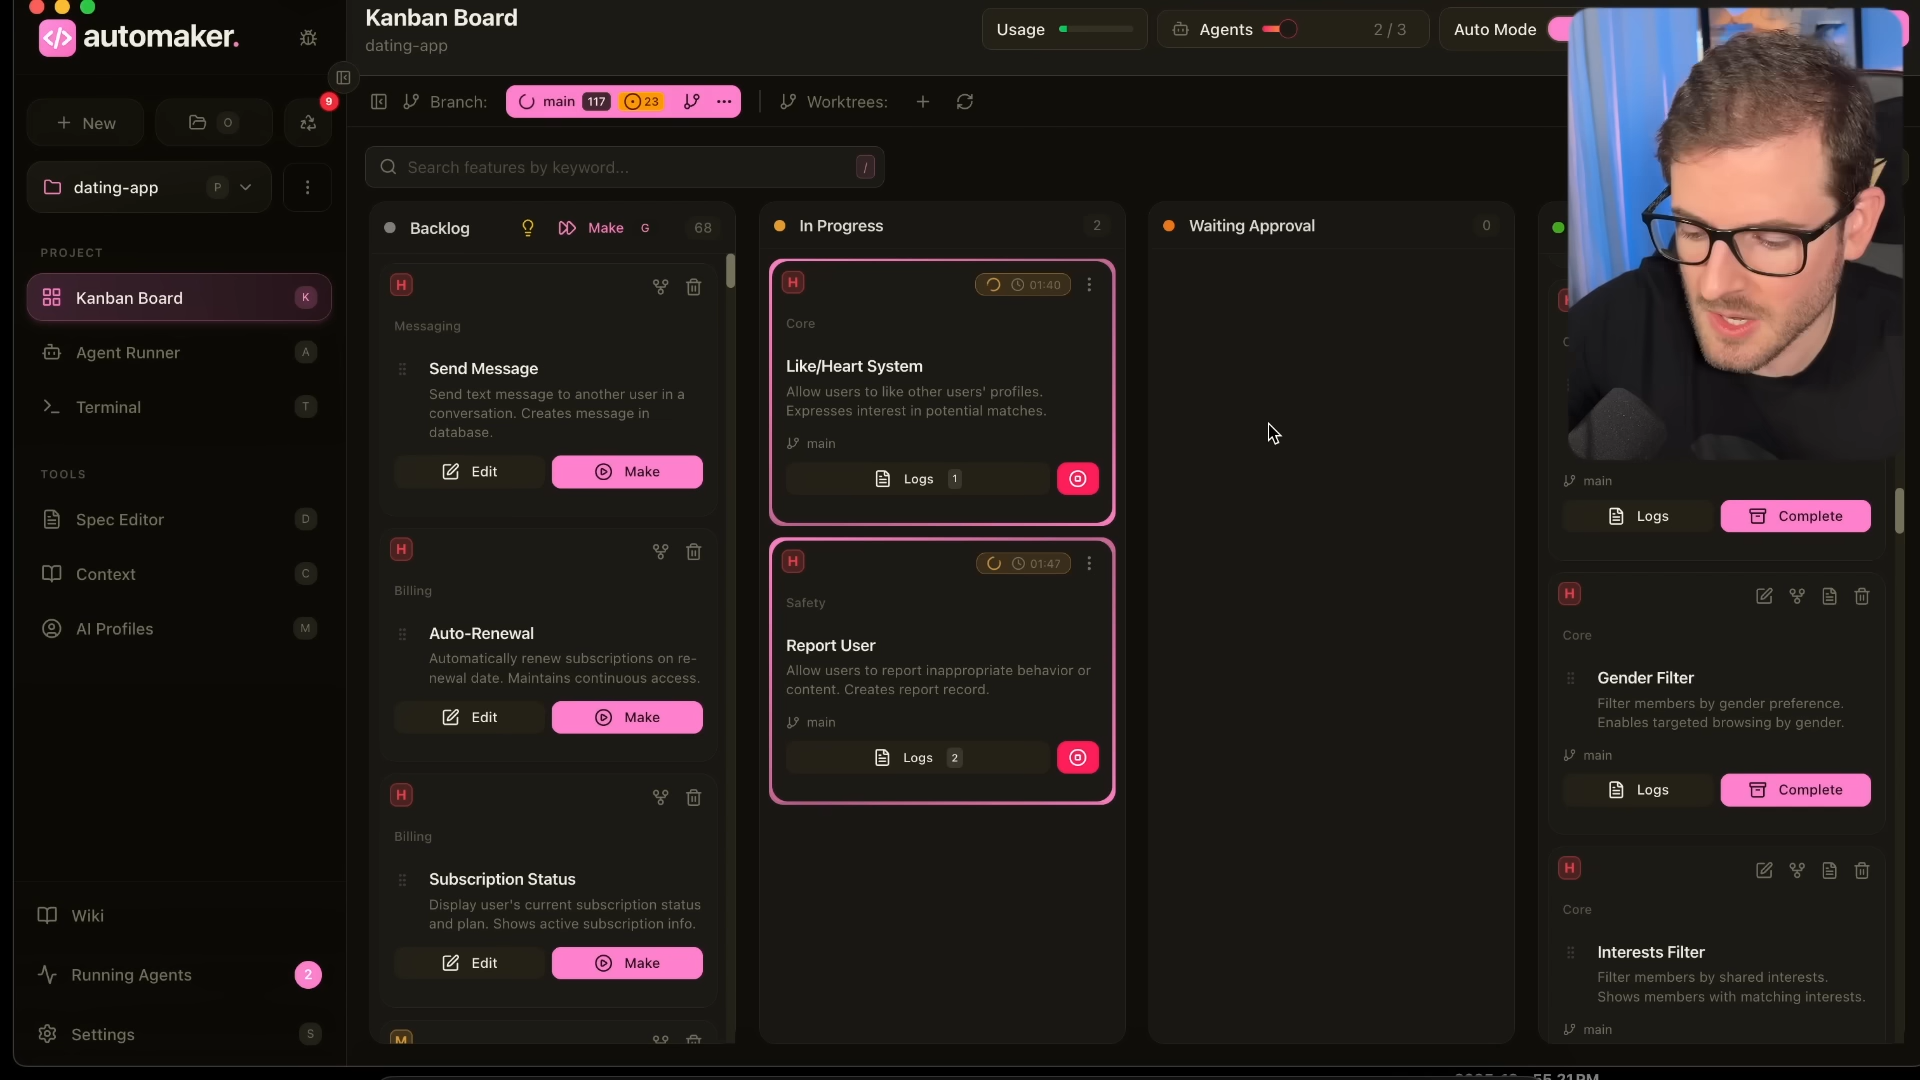 automaker.
Kanban Board
dating-app
Usage
Agents
2 / 3
Auto Mode
Branch:
main 117 23
Worktrees:
9
New
O
dating-app
P
PROJECT
Kanban Board K
Agent Runner A
Terminal T
TOOLS
Spec Editor D
Context C
AI Profiles M
Wiki
Running Agents 2
Settings S
Search features by keyword...
/
Backlog
Make G
68
H
Messaging
Send Message
Send text message to another user in a
conversation. Creates message in
database.
Edit
Make
H
Billing
Auto-Renewal
Automatically renew subscriptions on re-
newal date. Maintains continuous access.
Edit
Make
H
Billing
Subscription Status
Display user's current subscription status
and plan. Shows active subscription info.
Edit
Make
M
In Progress
2
H
01:40
Core
Like/Heart System
Allow users to like other users' profiles.
Expresses interest in potential matches.
main
Logs 1
H
01:47
Safety
Report User
Allow users to report inappropriate behavior or
content. Creates report record.
main
Logs 2
Waiting Approval
0
main
Logs
Complete
H
Core
Gender Filter
Filter members by gender preference.
Enables targeted browsing by gender.
main
Logs
Complete
H
Core
Interests Filter
Filter members by shared interests.
Shows members with matching interests.
main